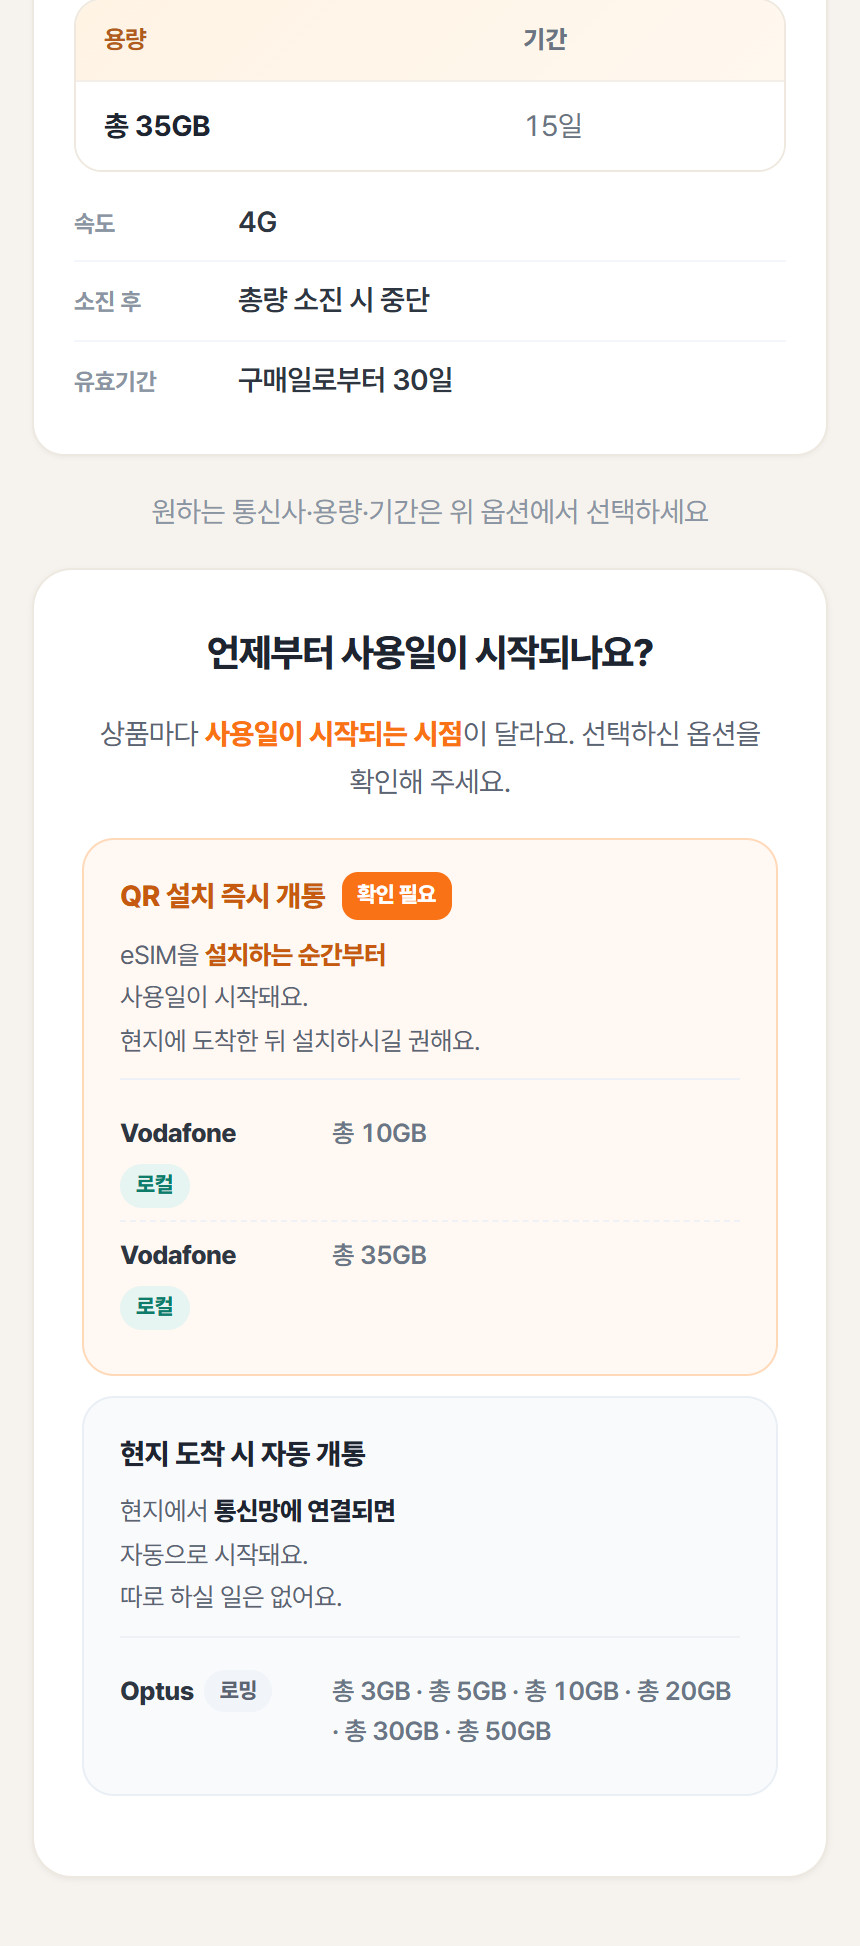 용량 기간
총 35GB 15일
속도 4G
소진 후 총량 소진 시 중단
유효기간 구매일로부터 30일
원하는 통신사·용량·기간은 위 옵션에서 선택하세요
언제부터 사용일이 시작되나요?
상품마다 사용일이 시작되는 시점이 달라요. 선택하신 옵션을
확인해 주세요.
QR 설치 즉시 개통 확인 필요
eSIM을 설치하는 순간부터
사용일이 시작돼요.
현지에 도착한 뒤 설치하시길 권해요.
Vodafone 총 10GB
로컬
Vodafone 총 35GB
로컬
현지 도착 시 자동 개통
현지에서 통신망에 연결되면
자동으로 시작돼요.
따로 하실 일은 없어요.
Optus 로밍 총 3GB · 총 5GB · 총 10GB · 총 20GB
· 총 30GB · 총 50GB